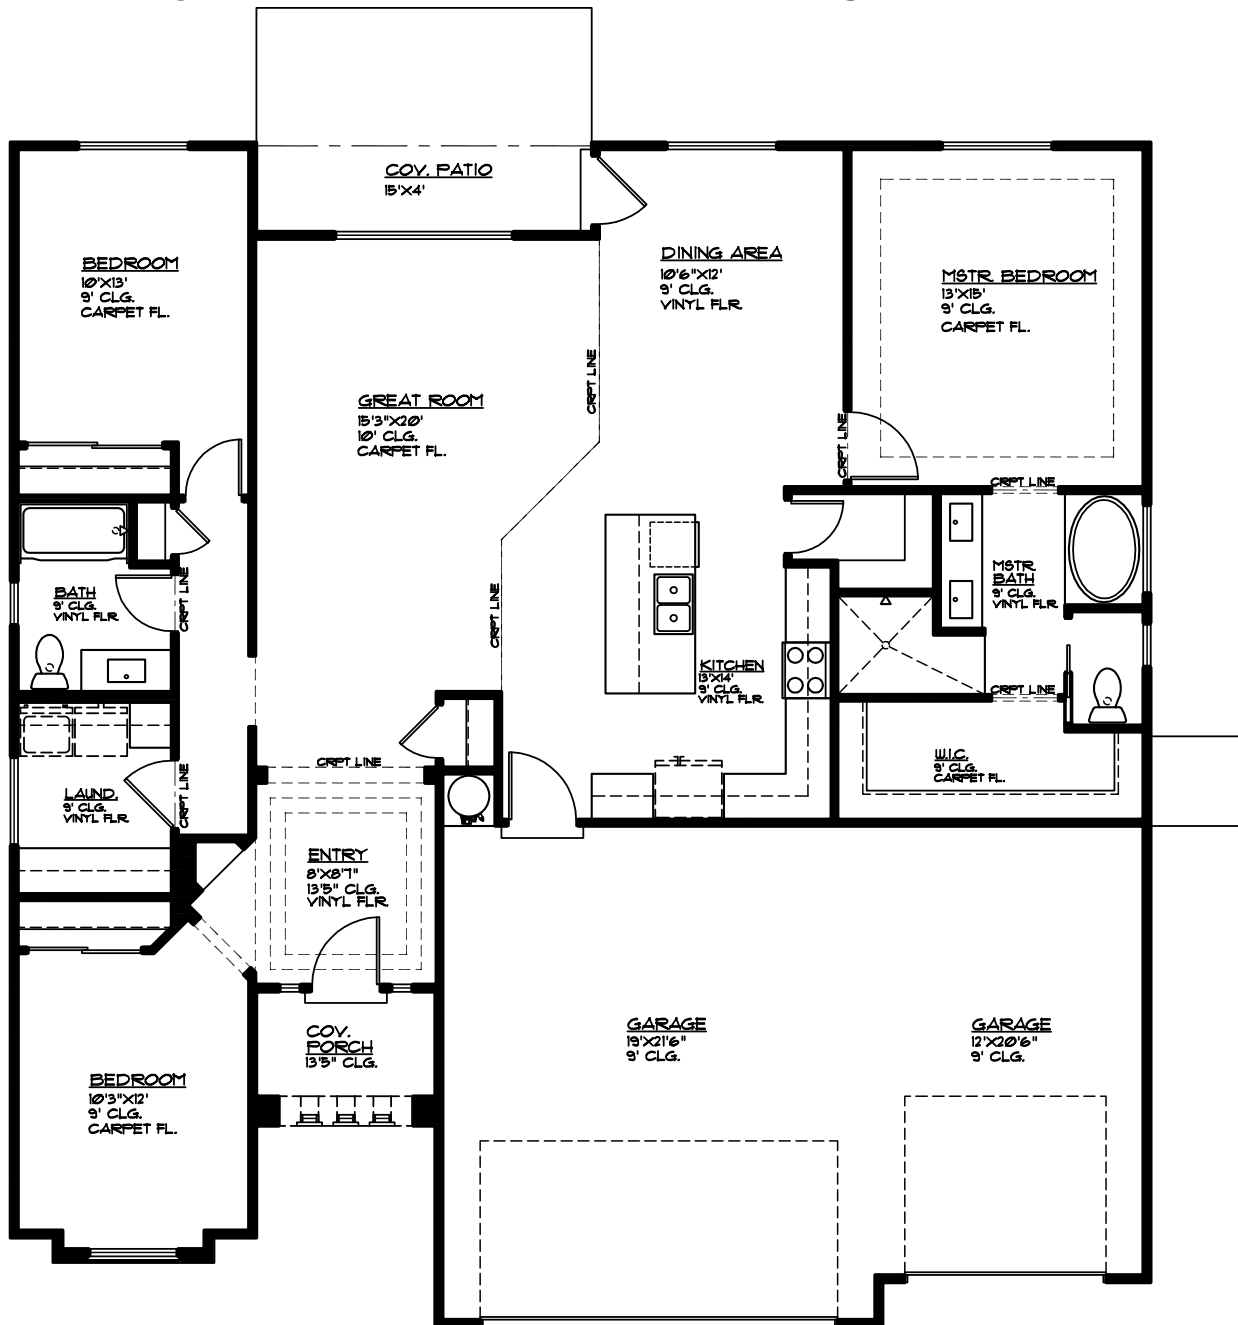 COV. PATIO
15'X4'
BEDROOM
10'X13'
9' CLG.
CARPET FL.
DINING AREA
10'6"X12'
9' CLG.
VINYL FLR.
MSTR. BEDROOM
13'X15'
9' CLG.
CARPET FL.
GREAT ROOM
15'3"X20'
10' CLG.
CARPET FL.
CRPT LINE
CRPT LINE
CRPT LINE
BATH
9' CLG.
VINYL FLR.
CRPT LINE
CRPT LINE
MSTR.
BATH
9' CLG.
VINYL FLR.
KITCHEN
13'X14'
9' CLG.
VINYL FLR.
CRPT LINE
W.I.C.
9' CLG.
CARPET FL.
CRPT LINE
LAUND.
9' CLG.
VINYL FLR.
CRPT LINE
ENTRY
8'X8'7"
13'5" CLG.
VINYL FLR.
COV.
PORCH
13'5" CLG.
GARAGE
19'X21'6"
9' CLG.
GARAGE
12'X20'6"
9' CLG.
BEDROOM
10'3"X12'
9' CLG.
CARPET FL.